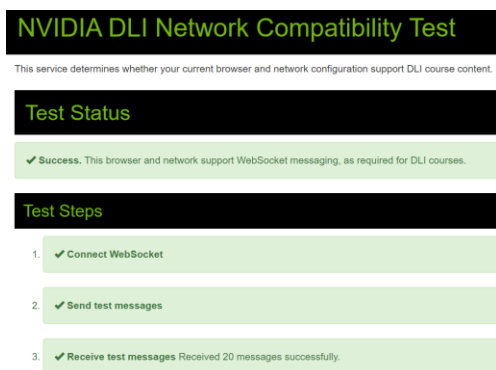 NVIDIA DLI Network Compatibility Test
This service determines whether your current browser and network configuration support DLI course content.
Test Status
✔ Success. This browser and network support WebSocket messaging, as required for DLI courses.
Test Steps
1. ✔ Connect WebSocket
2. ✔ Send test messages
3. ✔ Receive test messages Received 20 messages successfully.